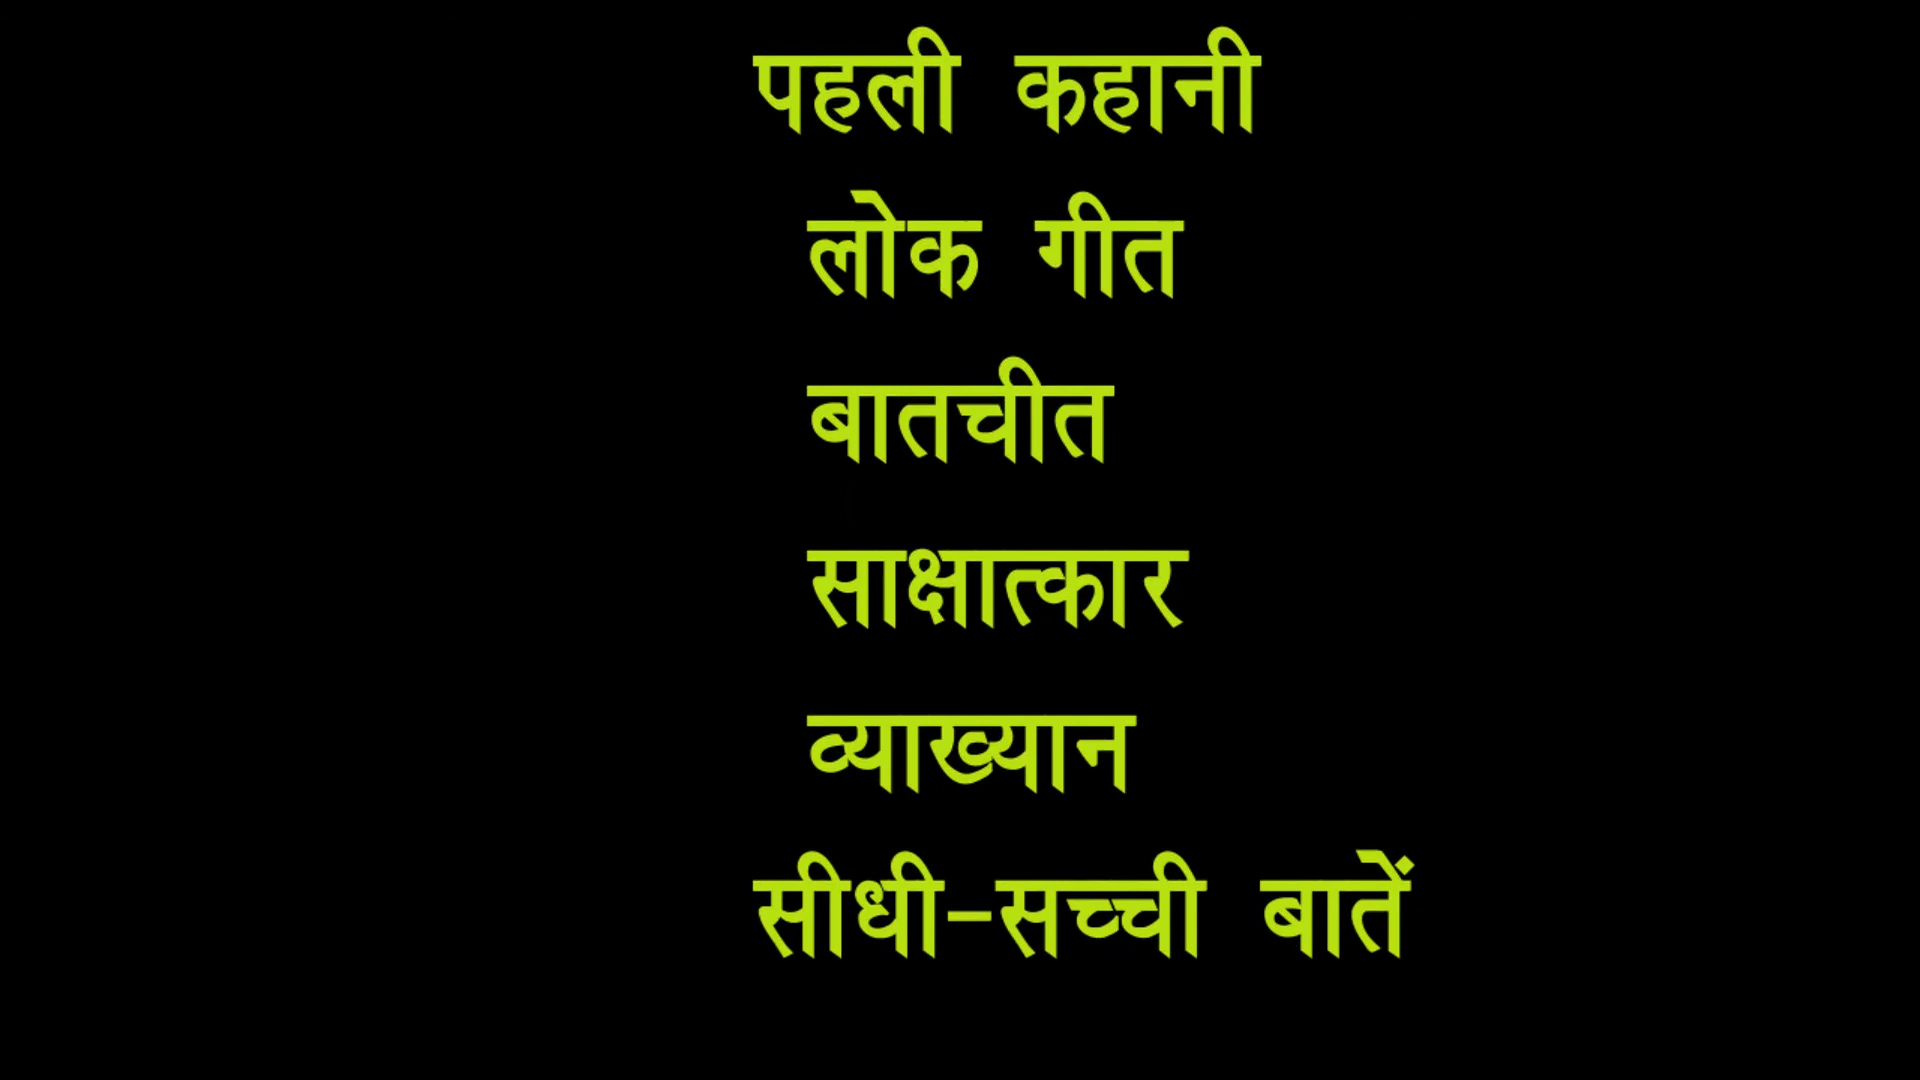 पहली कहानी
लोक गीत
बातचीत
साक्षात्कार
व्याख्यान
सीधी-सच्ची बातें